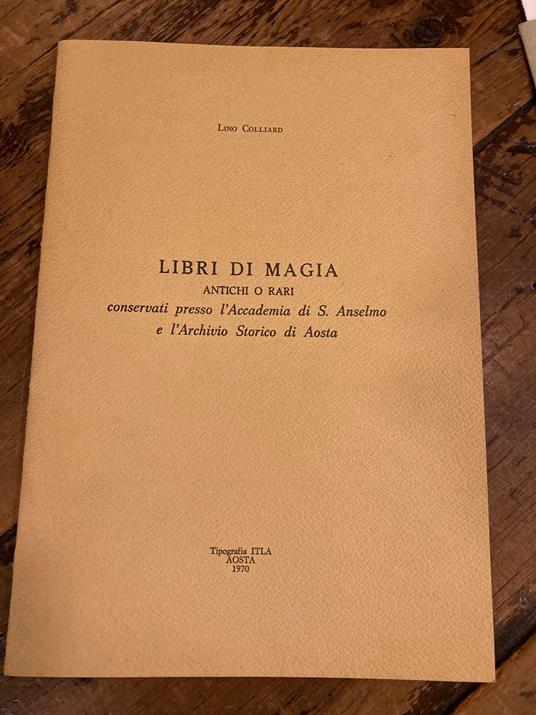 Lino Colliard
LIBRI DI MAGIA
ANTICHI O RARI
conservati presso l'Accademia di S. Anselmo
e l'Archivio Storico di Aosta
Tipografia ITLA
AOSTA
1970